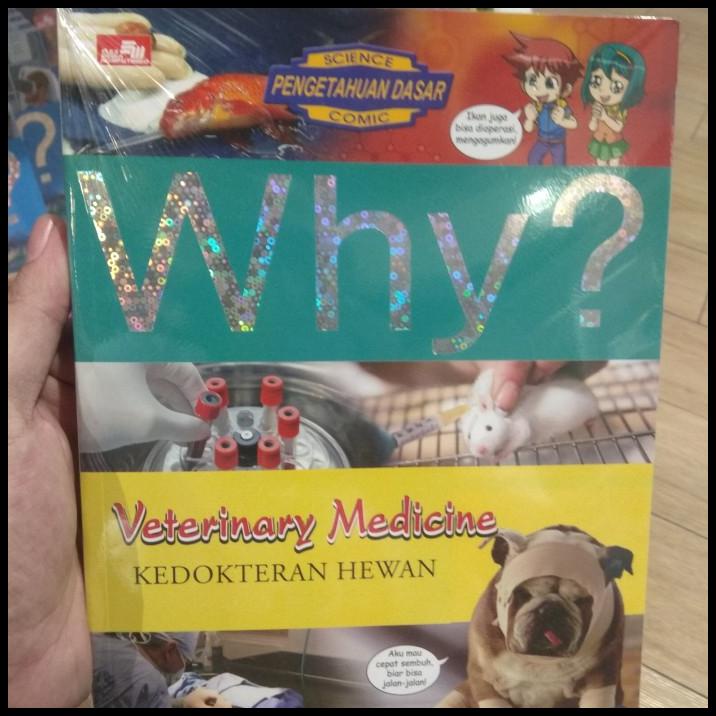 SCIENCE
PENGETAHUAN DASAR
COMIC
Ikan juga
bisa dioperasi,
mengagumkan!
Why?
Veterinary Medicine
KEDOKTERAN HEWAN
Aku mau
cepat sembuh,
biar bisa
jalan-jalan!